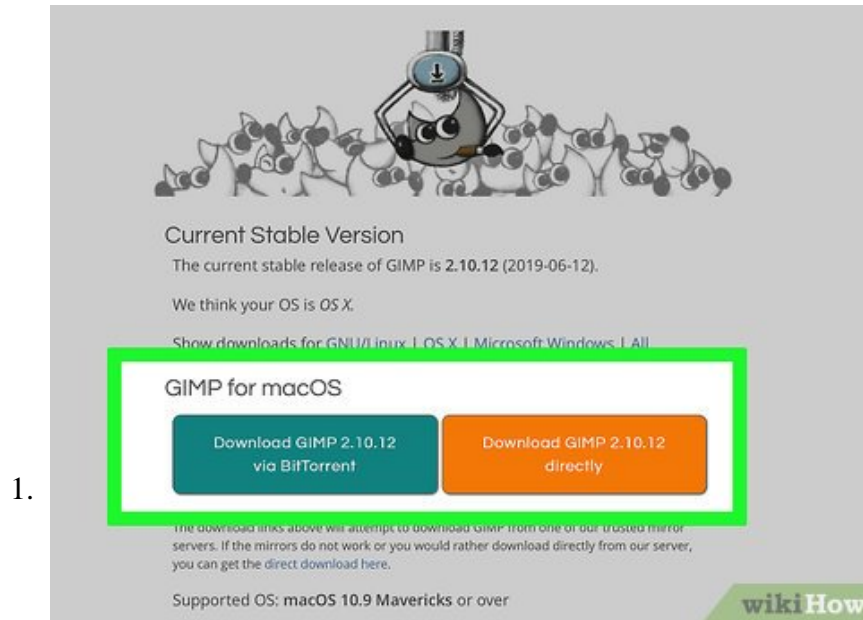 Current Stable Version
The current stable release of GIMP is 2.10.12 (2019-06-12).
We think your OS is OS X.
Show downloads for GNU/Linux | OS X | Microsoft Windows | All
GIMP for macOS
Download GIMP 2.10.12
via BitTorrent
Download GIMP 2.10.12
directly
1.
The download links above will attempt to download GIMP from one of our trusted mirror
servers. If the mirrors do not work or you would rather download directly from our server,
you can get the direct download here.
Supported OS: macOS 10.9 Mavericks or over
wikiHow